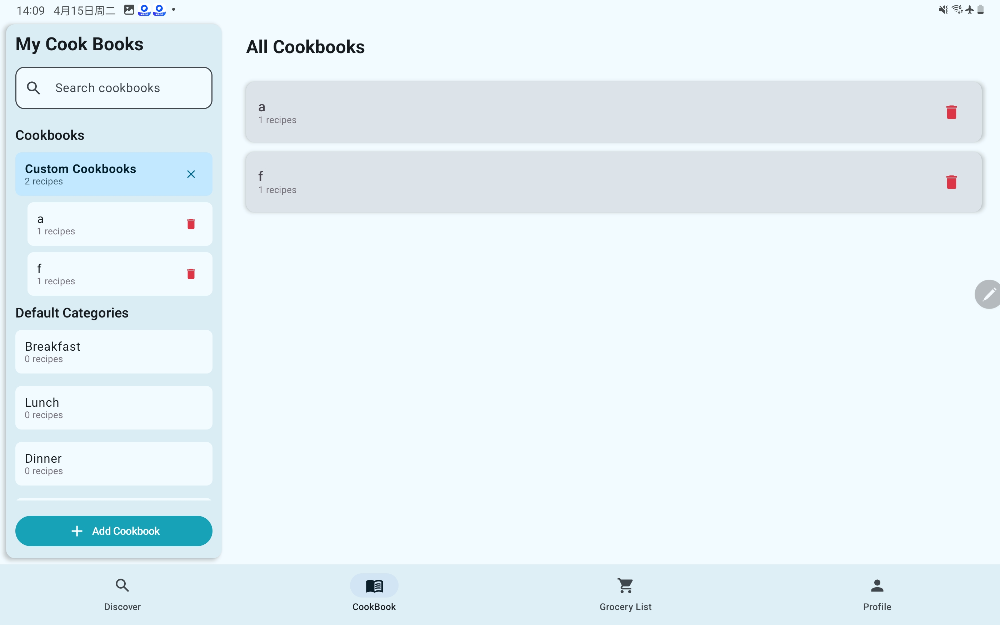 14:09 4月15日周二
My Cook Books
Search cookbooks
Cookbooks
Custom Cookbooks
2 recipes
a
1 recipes
f
1 recipes
Default Categories
Breakfast
0 recipes
Lunch
0 recipes
Dinner
0 recipes
Add Cookbook
All Cookbooks
a
1 recipes
f
1 recipes
Discover
CookBook
Grocery List
Profile